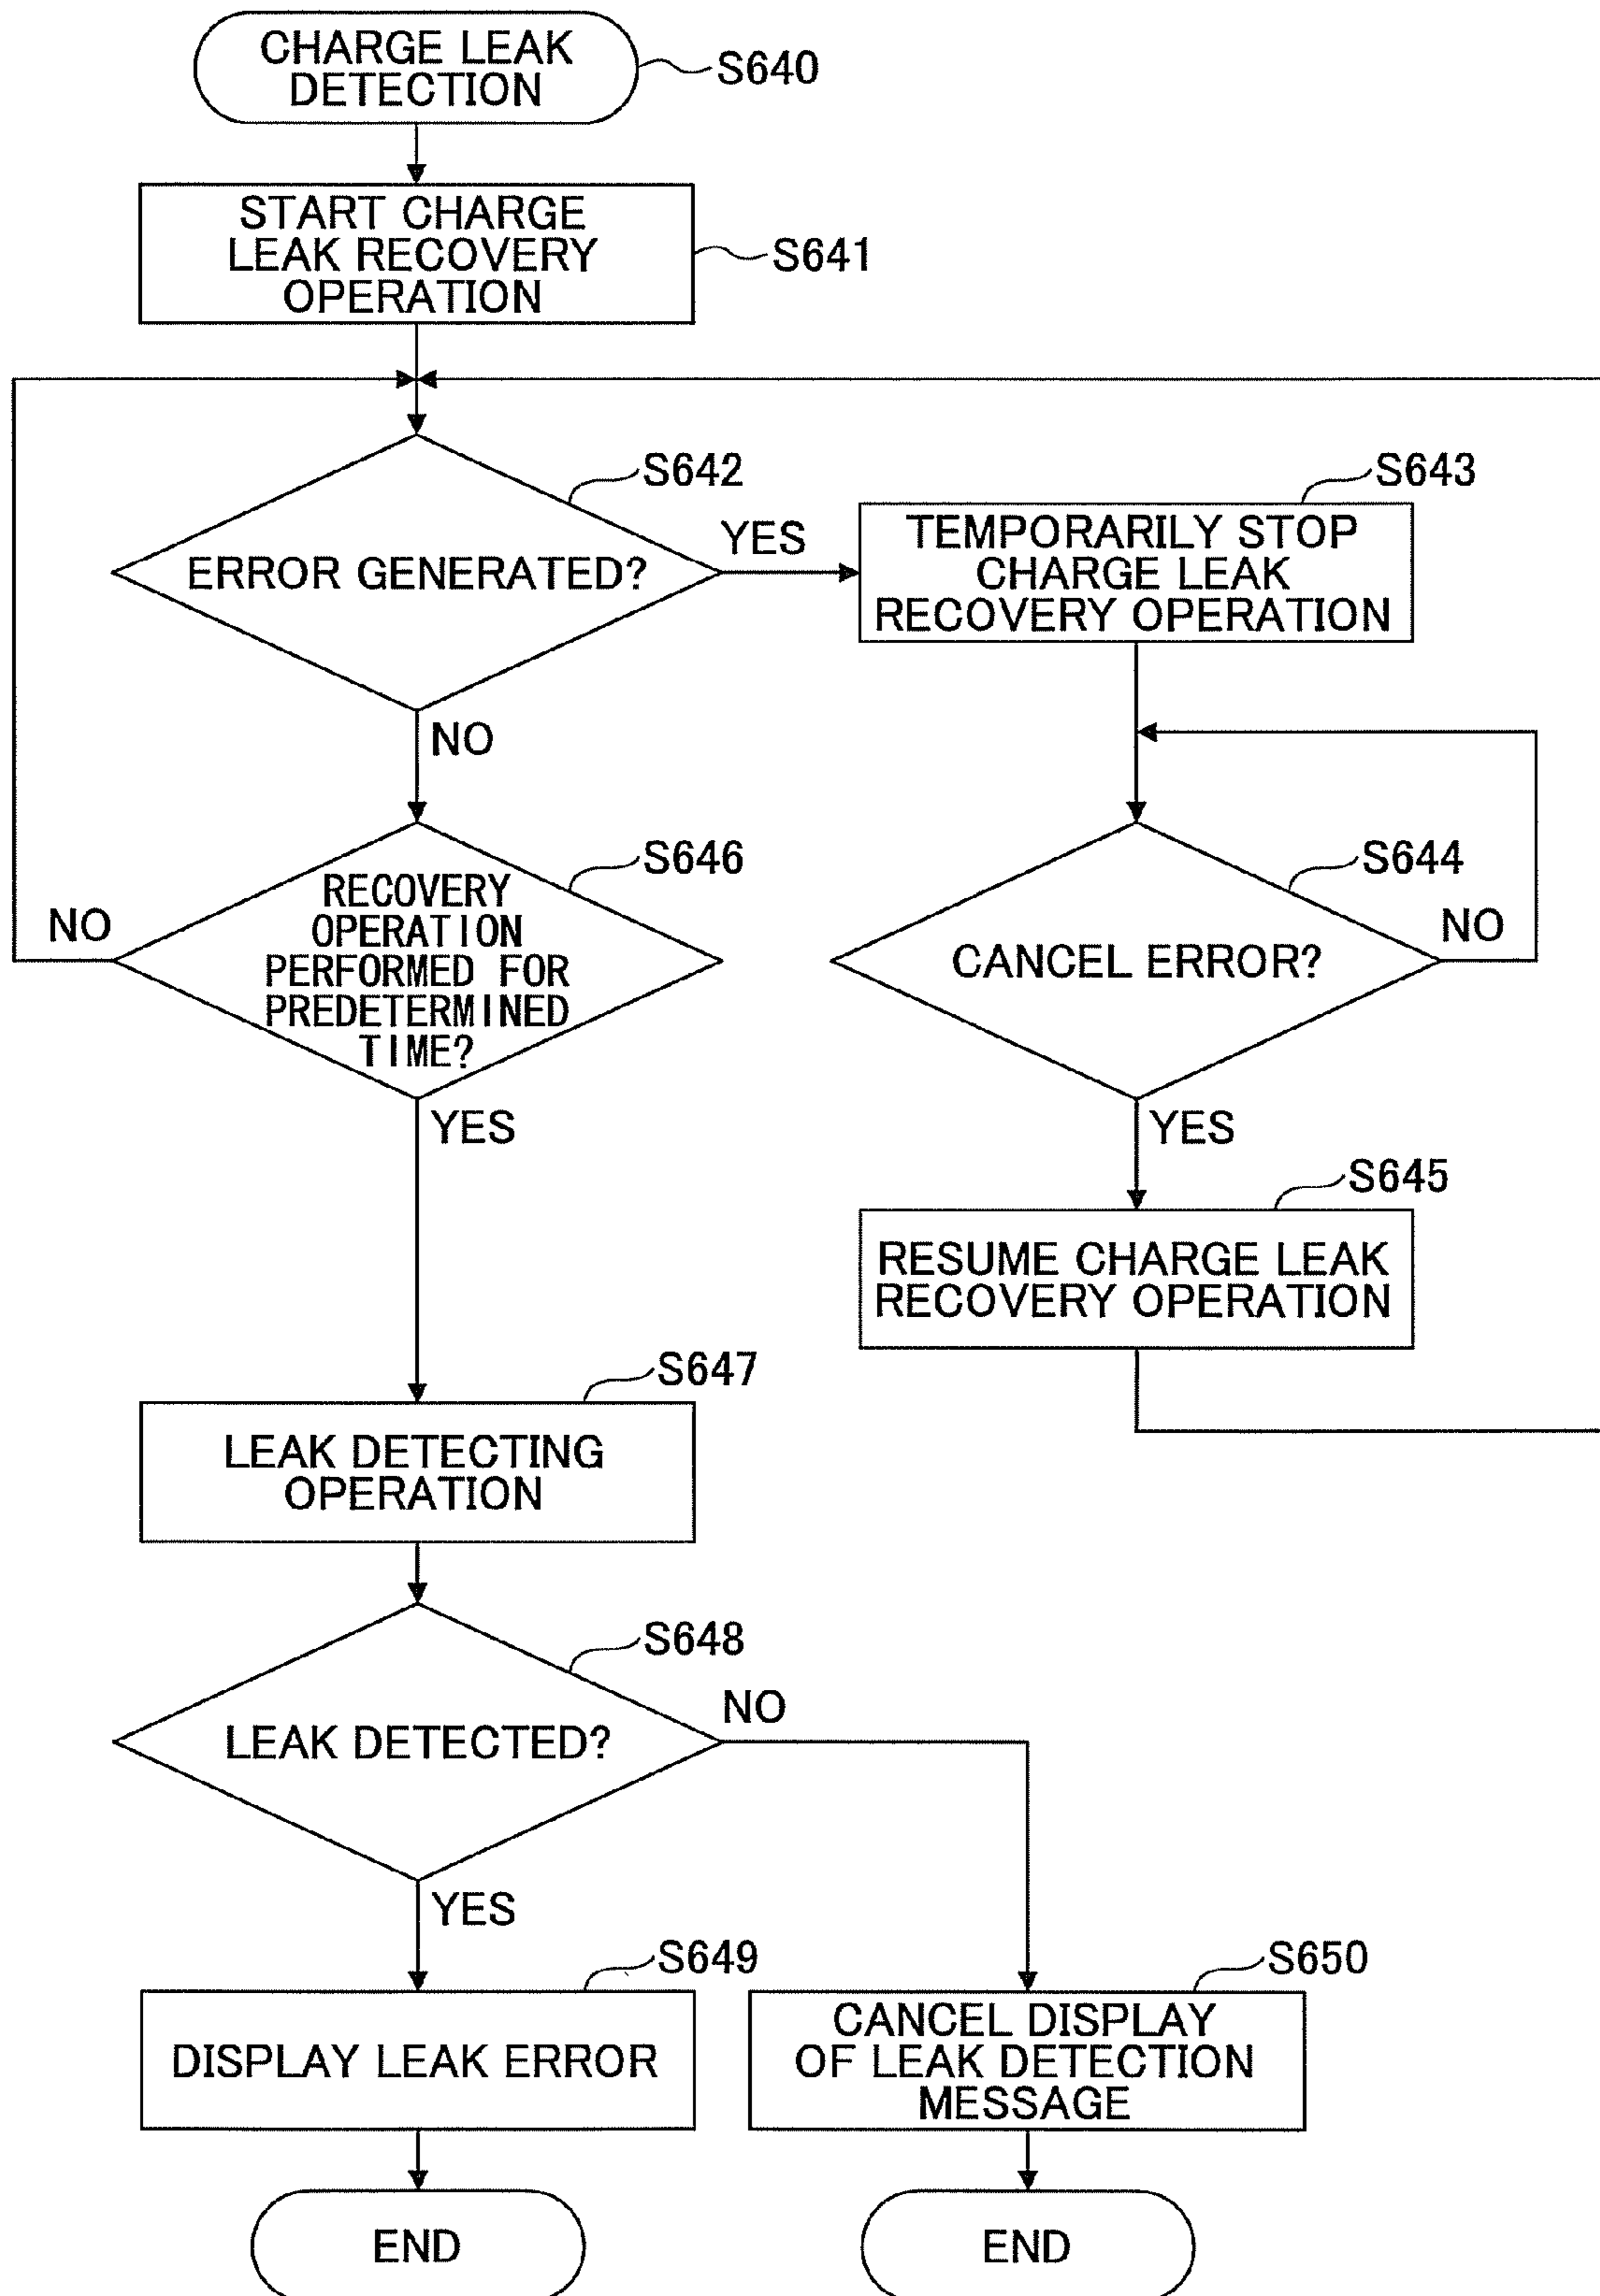 CHARGE LEAK
DETECTION
S640
START CHARGE
LEAK RECOVERY
OPERATION
S641
S642
ERROR GENERATED?
YES
NO
S643
TEMPORARILY STOP
CHARGE LEAK
RECOVERY OPERATION
S646
RECOVERY
OPERATION
PERFORMED FOR
PREDETERMINED
TIME?
NO
YES
S644
CANCEL ERROR?
NO
YES
S645
RESUME CHARGE LEAK
RECOVERY OPERATION
S647
LEAK DETECTING
OPERATION
S648
LEAK DETECTED?
NO
YES
S649
DISPLAY LEAK ERROR
S650
CANCEL DISPLAY
OF LEAK DETECTION
MESSAGE
END
END